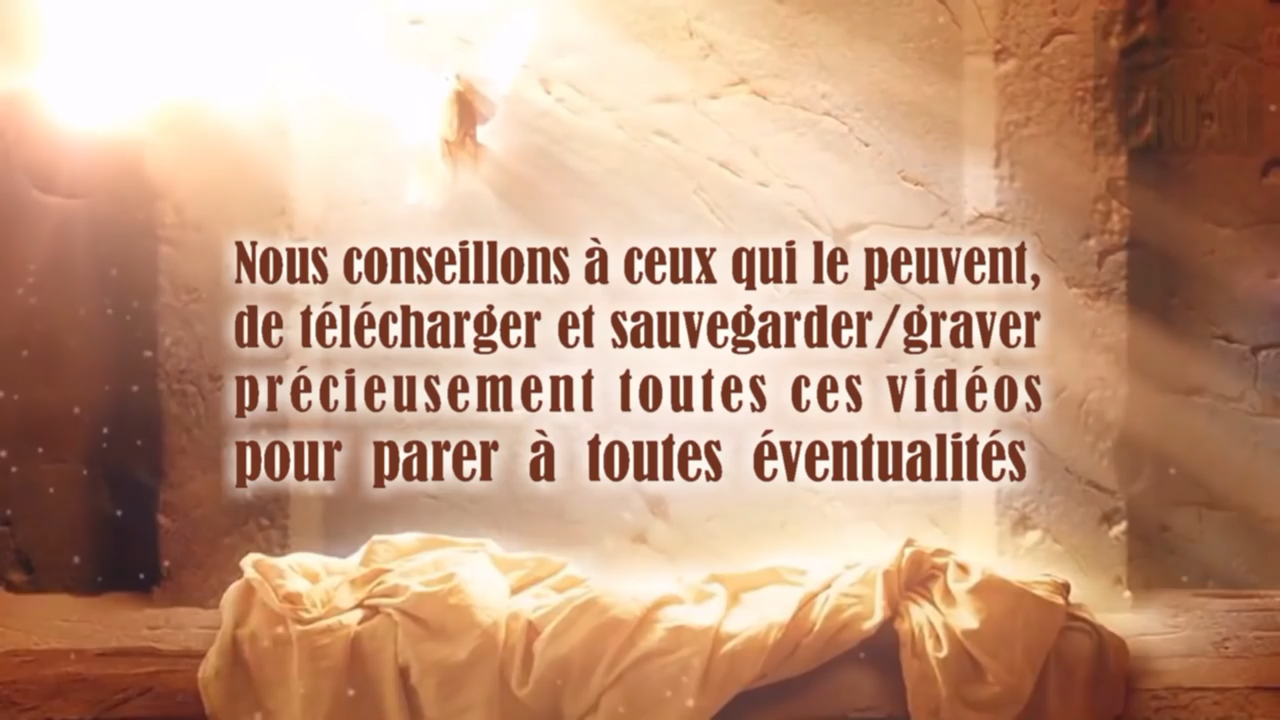 Nous conseillons à ceux qui le peuvent,
de télécharger et sauvegarder/graver
précieusement toutes ces vidéos
pour parer à toutes éventualités